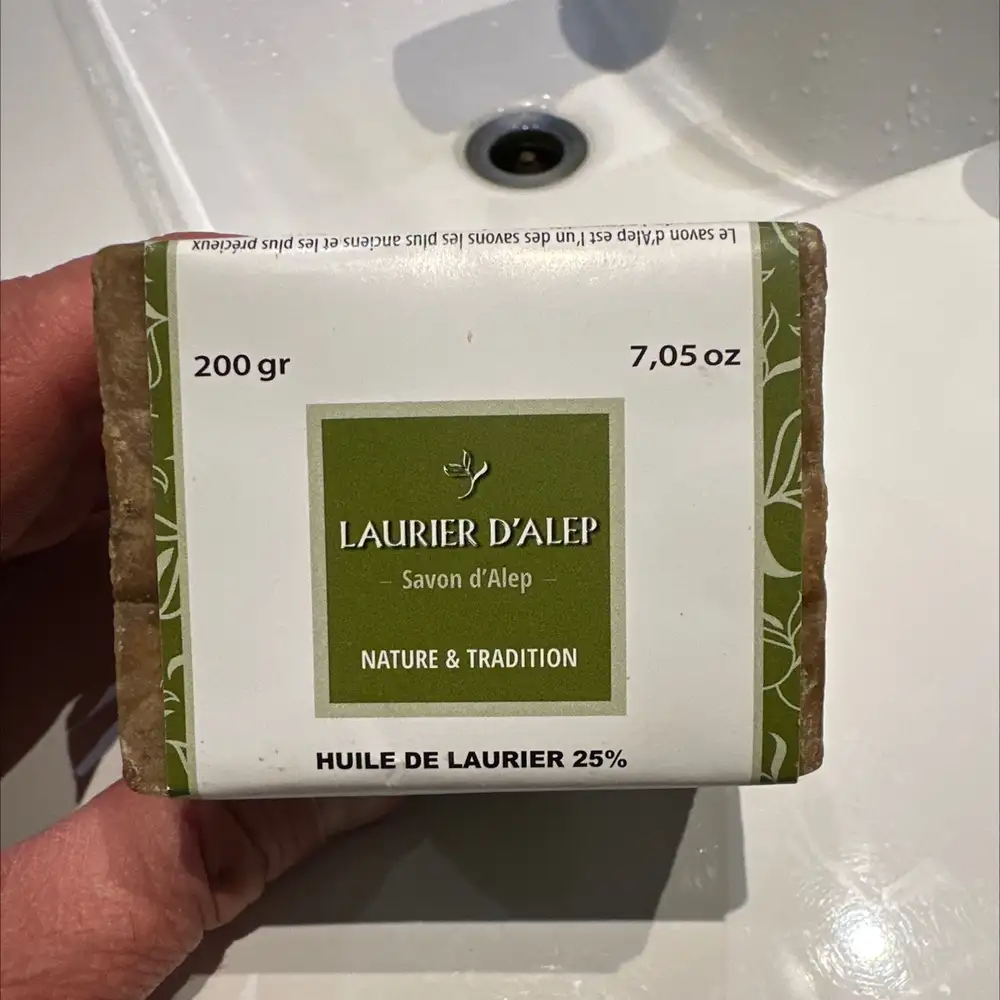 Le savon d'Alep est l'un des savons les plus anciens et les plus précieux
200 gr
7,05 oz
LAURIER D'ALEP
– Savon d'Alep –
NATURE & TRADITION
HUILE DE LAURIER 25%